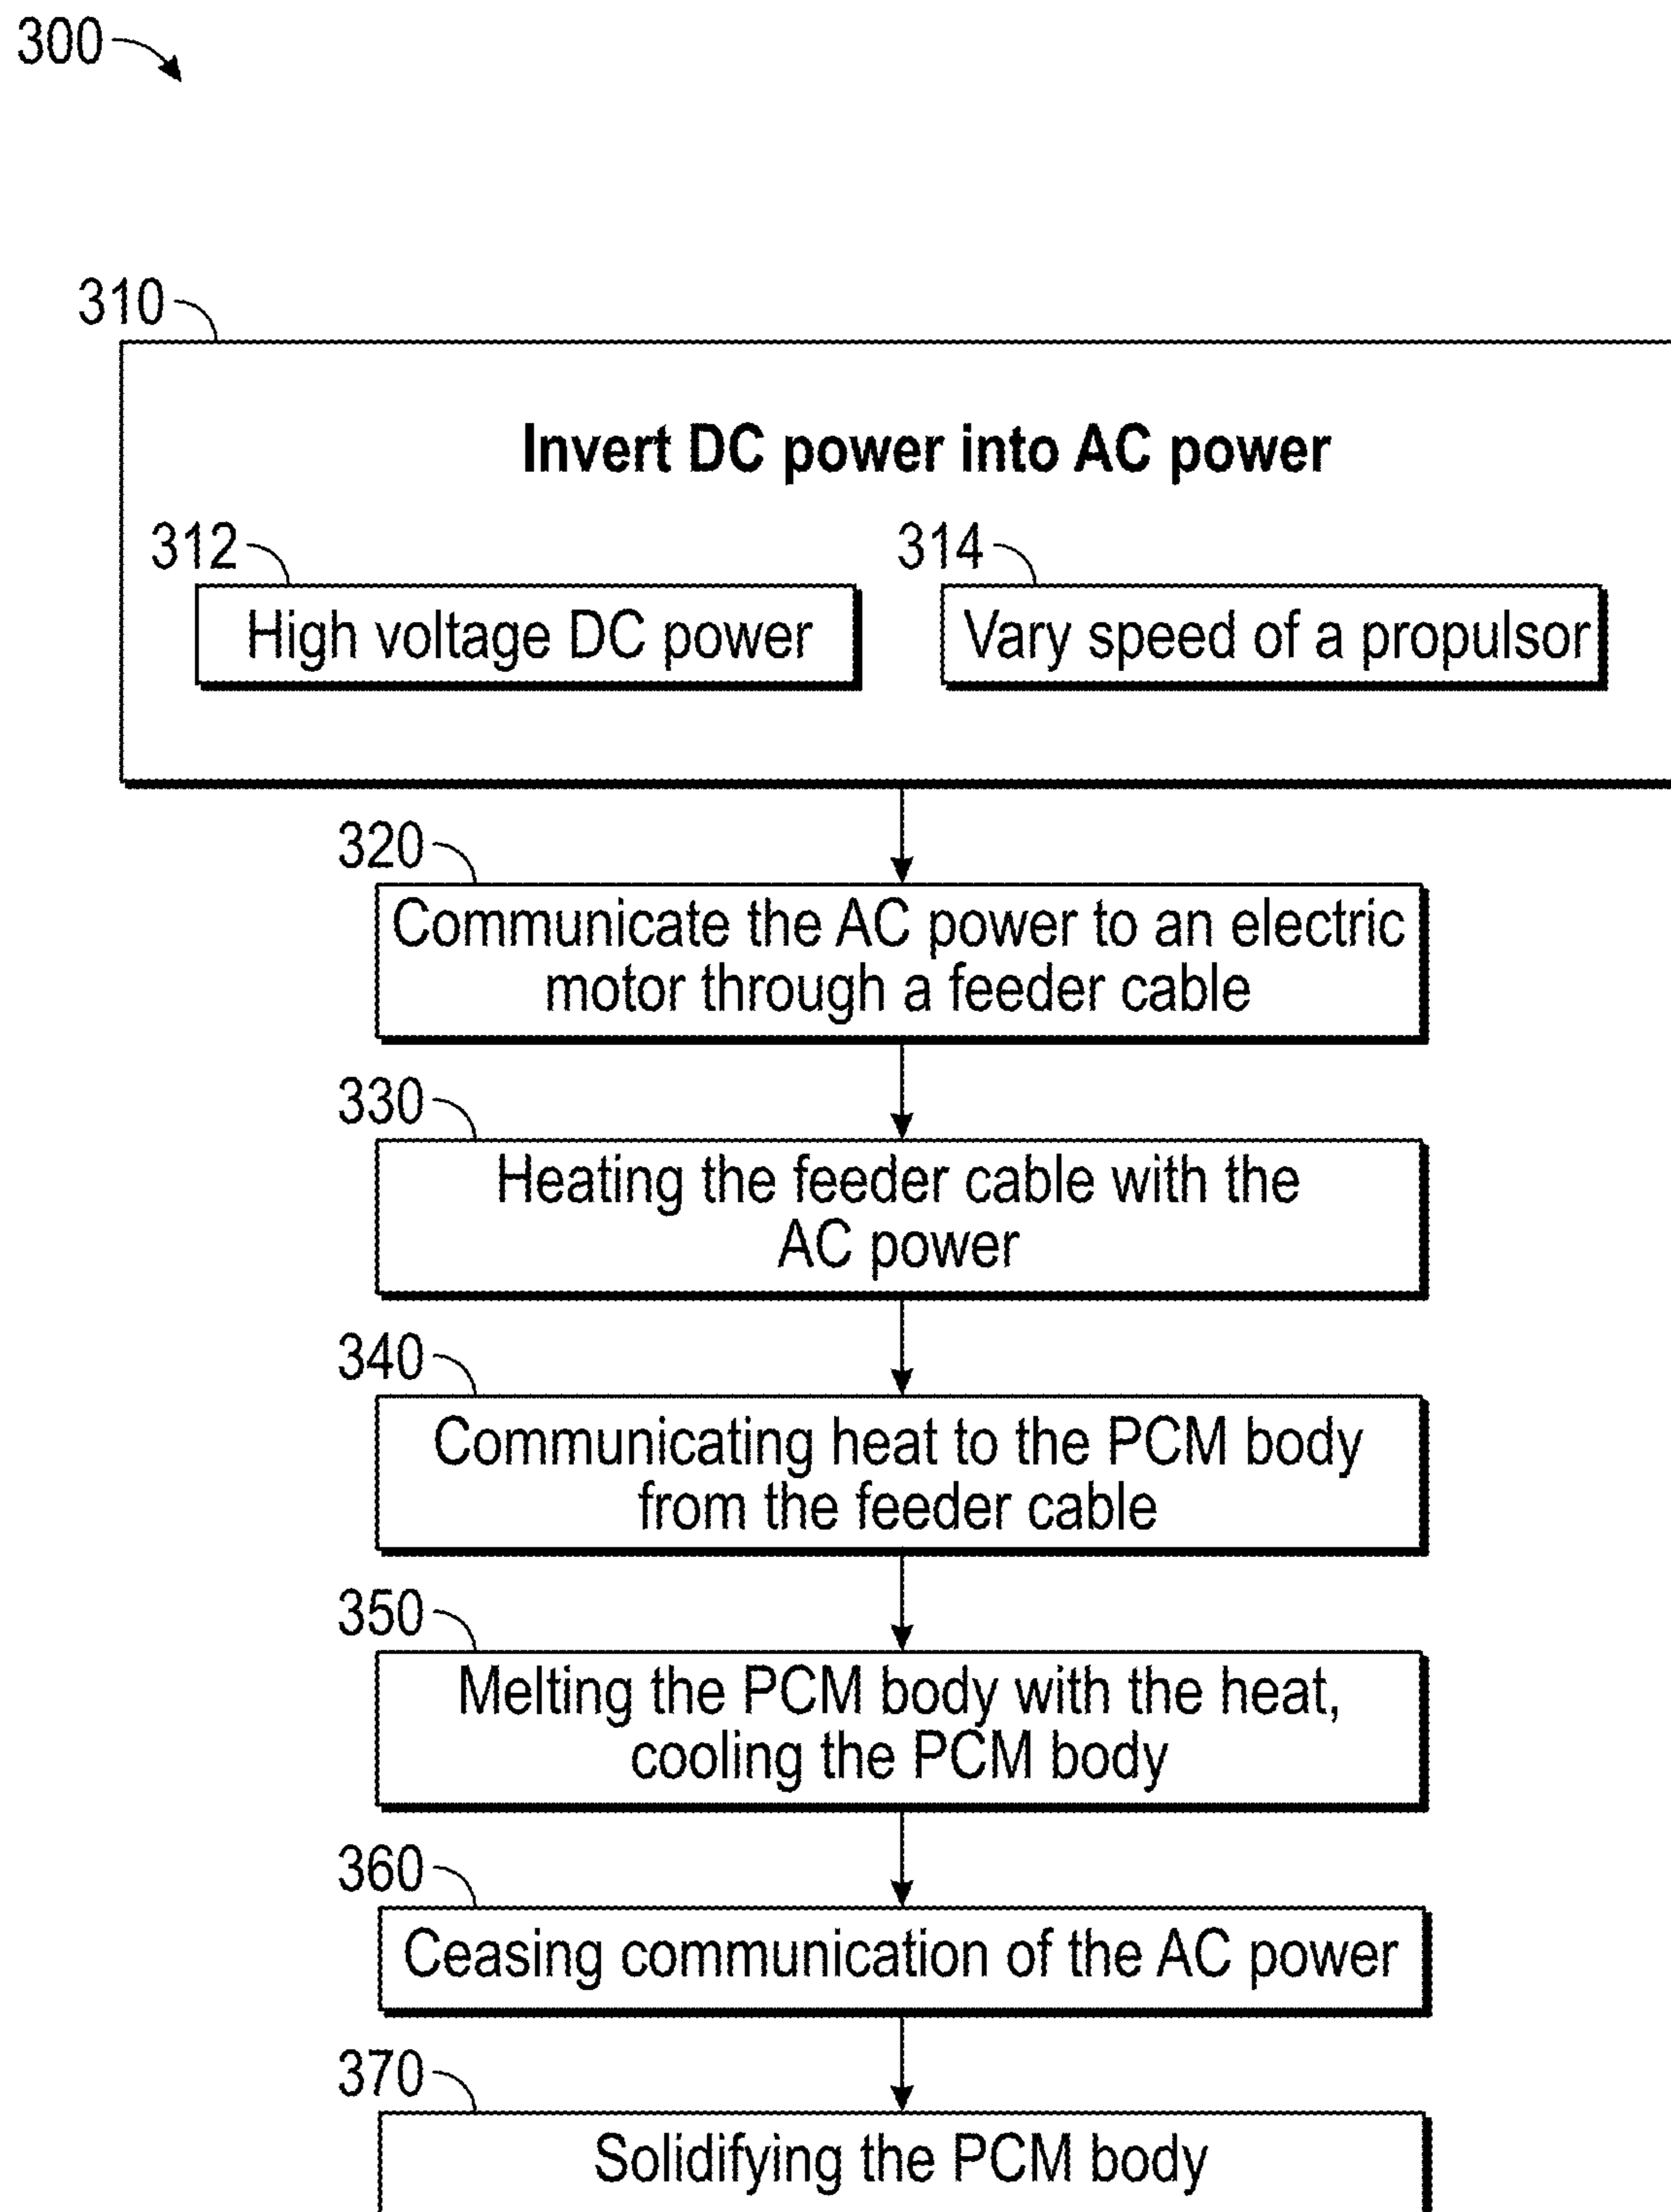 300
310
Invert DC power into AC power
312
314
High voltage DC power
Vary speed of a propulsor
320
Communicate the AC power to an electric
motor through a feeder cable
330
Heating the feeder cable with the
AC power
340
Communicating heat to the PCM body
from the feeder cable
350
Melting the PCM body with the heat,
cooling the PCM body
360
Ceasing communication of the AC power
370
Solidifying the PCM body